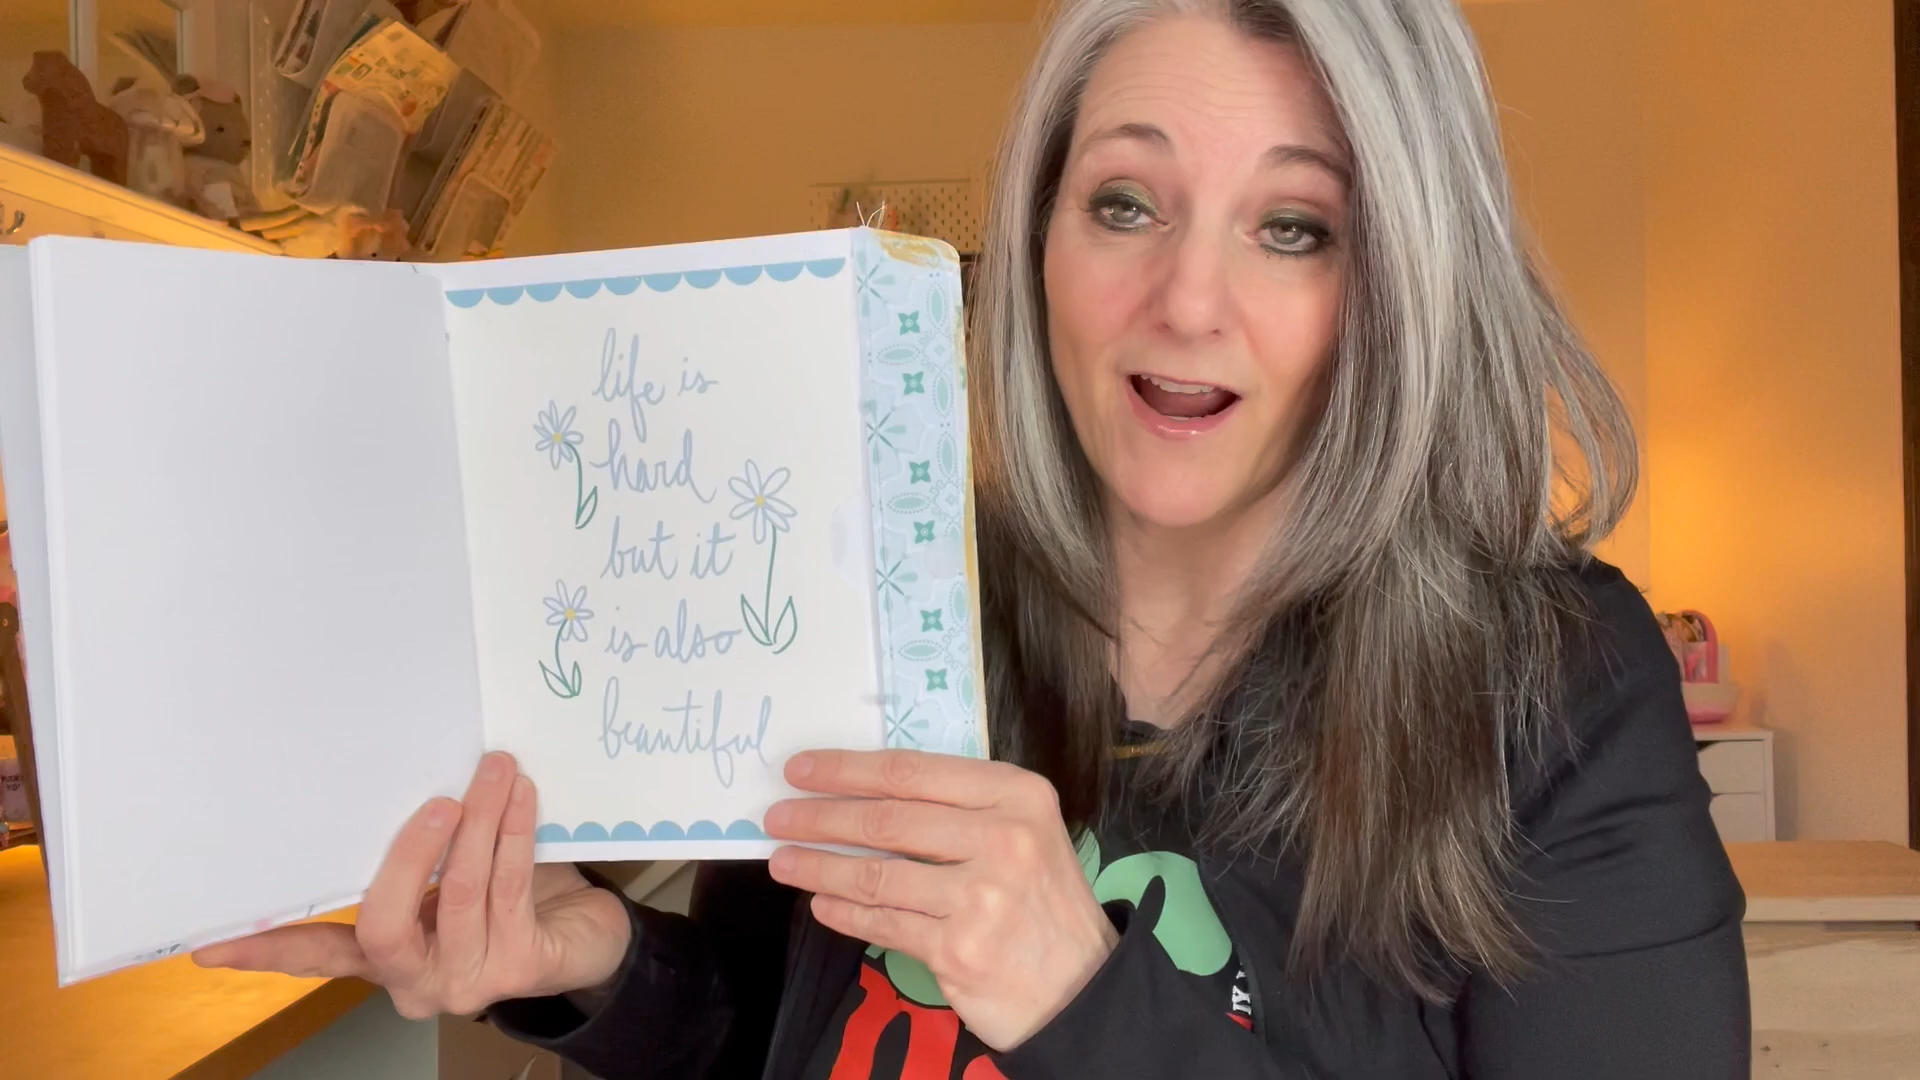 life is
hard
but it
is also
beautiful